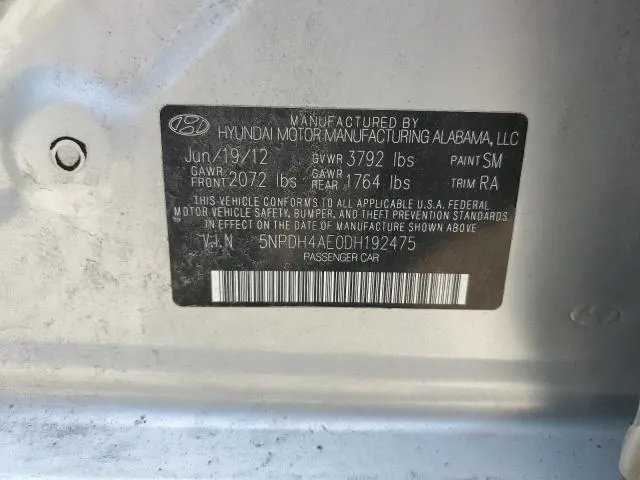 MANUFACTURED BY
HYUNDAI MOTOR MANUFACTURING ALABAMA, LLC
Jun/19/12 GVWR 3792 lbs PAINT SM
GAWR FRONT 2072 lbs GAWR REAR 1764 lbs TRIM RA
THIS VEHICLE CONFORMS TO ALL APPLICABLE U.S.A. FEDERAL
MOTOR VEHICLE SAFETY, BUMPER, AND THEFT PREVENTION
STANDARDS IN EFFECT ON THE DATE OF MANUFACTURE SHOWN ABOVE
V.I.N 5NPDH4AE0DH192475
PASSENGER CAR